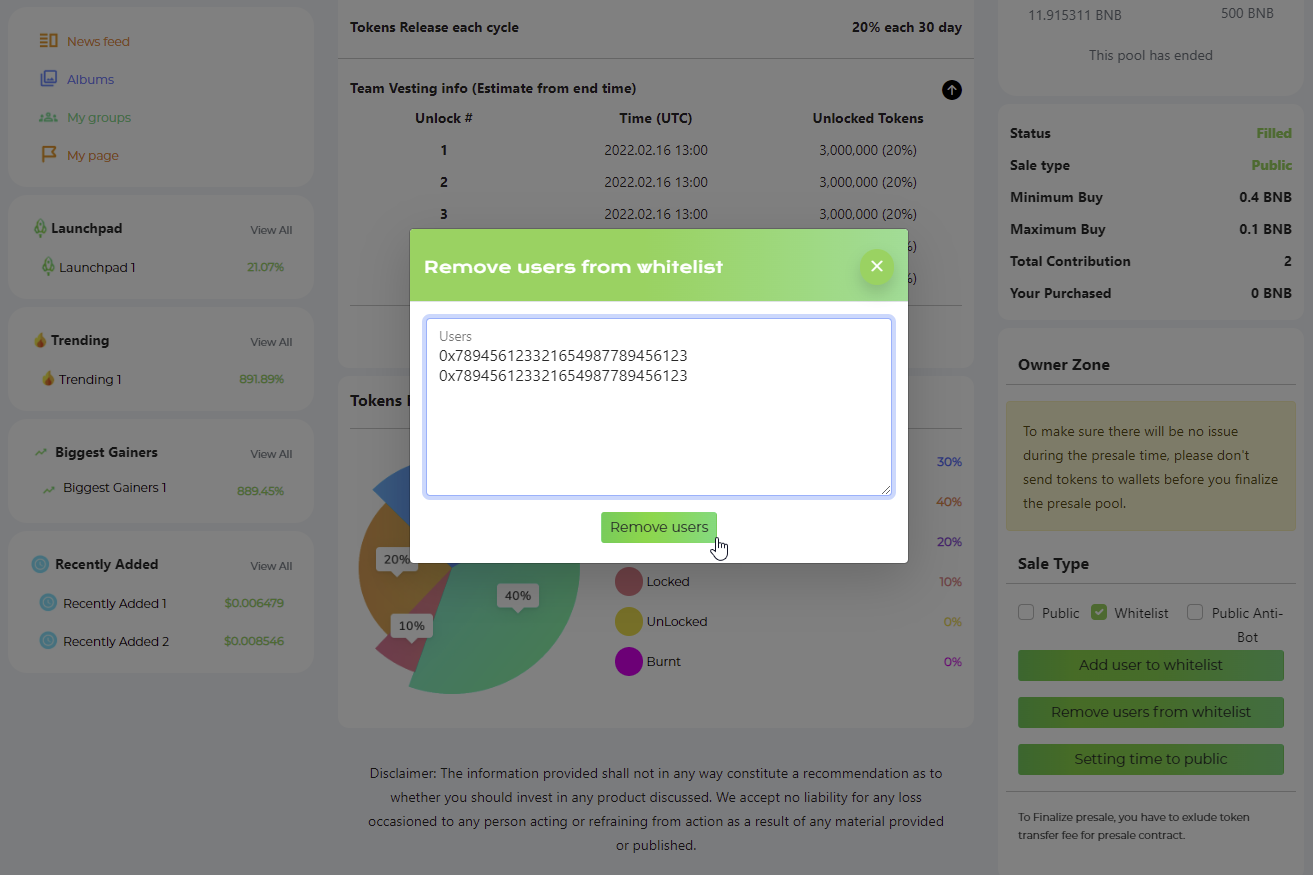 News feed
Albums
My groups
My page
Launchpad View All
Launchpad 1 21.07%
Trending View All
Trending 1 891.89%
Biggest Gainers View All
Biggest Gainers 1 889.45%
Recently Added View All
Recently Added 1 $0.006479
Recently Added 2 $0.008546
Tokens Release each cycle 20% each 30 day
Team Vesting info (Estimate from end time)
Unlock # Time (UTC) Unlocked Tokens
1 2022.02.16 13:00 3,000,000 (20%)
2 2022.02.16 13:00 3,000,000 (20%)
3 2022.02.16 13:00 3,000,000 (20%)
Remove users from whitelist
Users
0x789456123321654987789456123
0x789456123321654987789456123
Remove users
Tokens
30%
40%
20%
Locked 10%
UnLocked 0%
Burnt 0%
20%
40%
10%
Disclaimer: The information provided shall not in any way constitute a recommendation as to
whether you should invest in any product discussed. We accept no liability for any loss
occasioned to any person acting or refraining from action as a result of any material provided
or published.
11.915311 BNB 500 BNB
This pool has ended
Status Filled
Sale type Public
Minimum Buy 0.4 BNB
Maximum Buy 0.1 BNB
Total Contribution 2
Your Purchased 0 BNB
Owner Zone
To make sure there will be no issue
during the presale time, please don't
send tokens to wallets before you finalize
the presale pool.
Sale Type
Public Whitelist Public Anti-
Bot
Add user to whitelist
Remove users from whitelist
Setting time to public
To Finalize presale, you have to exlude token
transfer fee for presale contract.